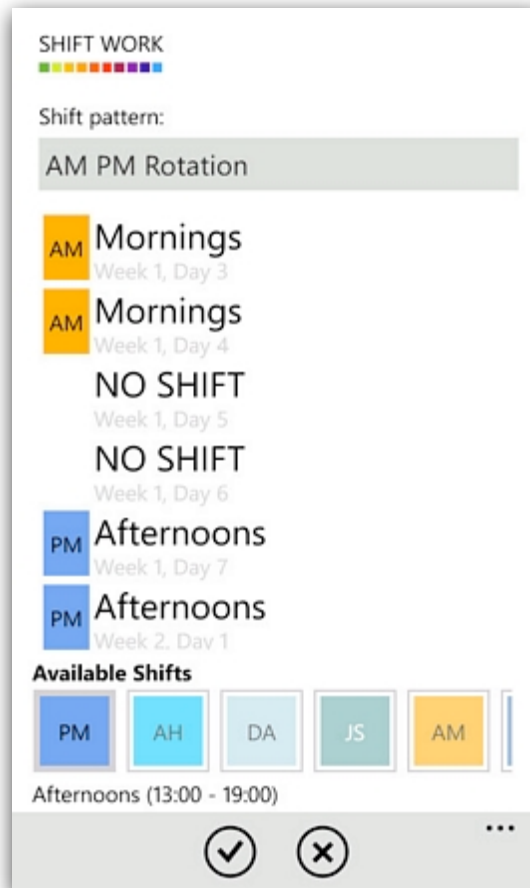 SHIFT WORK
Shift pattern:
AM PM Rotation
AM Mornings
Week 1, Day 3
AM Mornings
Week 1, Day 4
NO SHIFT
Week 1, Day 5
NO SHIFT
Week 1, Day 6
PM Afternoons
Week 1, Day 7
PM Afternoons
Week 2, Day 1
Available Shifts
PM AH DA JS AM
Afternoons (13:00 - 19:00)